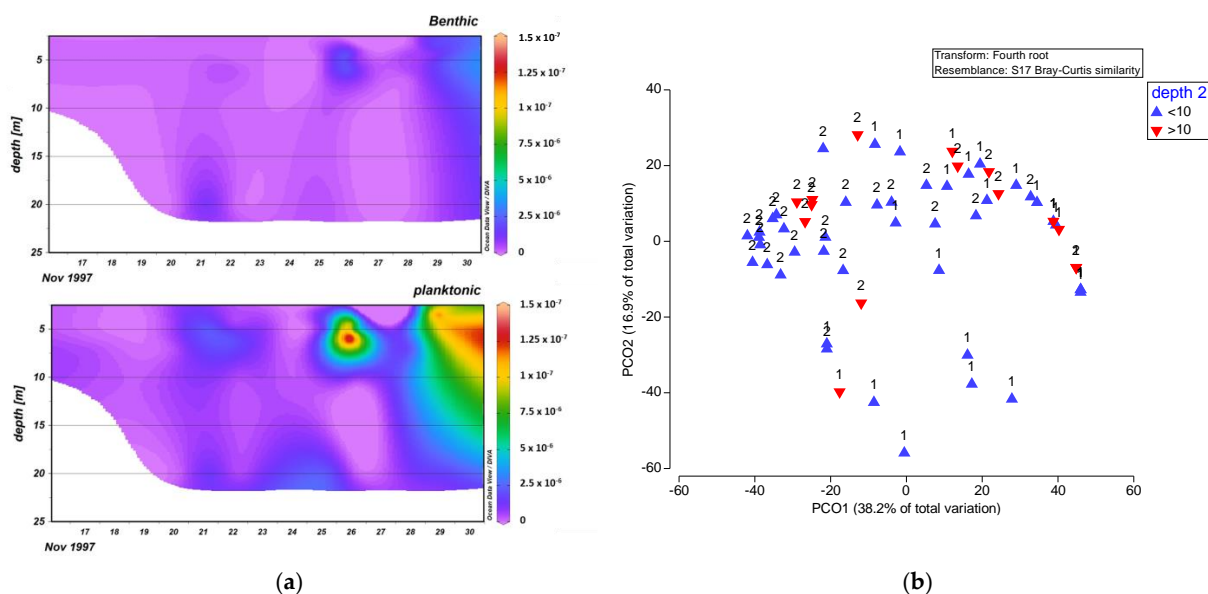 Benthic
1.5 x 10-7
1.25 x 10-7
1 x 10-7
7.5 x 10-6
5 x 10-6
2.5 x 10-6
0
5
10
15
20
25
depth [m]
17 18 19 20 21 22 23 24 25 26 27 28 29 30
Nov 1997
Ocean Data View / DIVA
planktonic
1.5 x 10-7
1.25 x 10-7
1 x 10-7
7.5 x 10-6
5 x 10-6
2.5 x 10-6
0
5
10
15
20
25
depth [m]
17 18 19 20 21 22 23 24 25 26 27 28 29 30
Nov 1997
Ocean Data View / DIVA
(a)
Transform: Fourth root
Resemblance: S17 Bray-Curtis similarity
depth 2
<10
>10
40
20
0
-20
-40
-60
PCO2 (16.9% of total variation)
-60 -40 -20 0 20 40 60
PCO1 (38.2% of total variation)
(b)